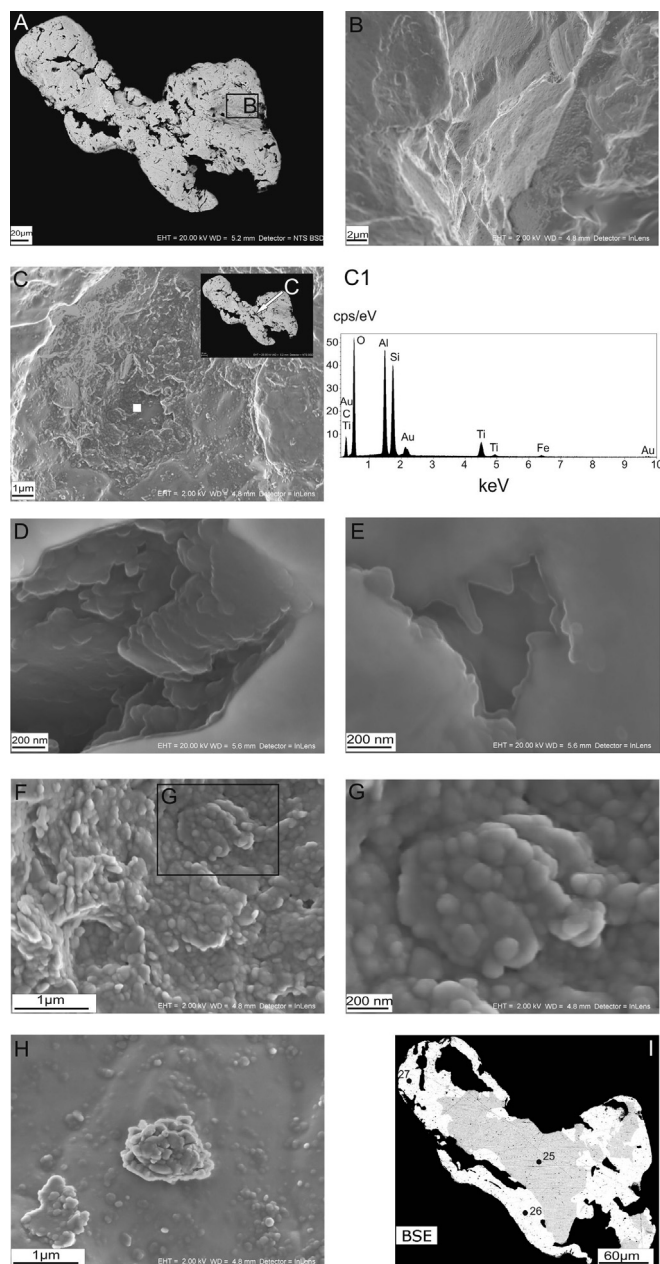 A
B
20µm
EHT = 20.00 kV WD = 5.2 mm Detector = NTS BSD
B
2µm
EHT = 2.00 kV WD = 4.8 mm Detector = InLens
C
C
1µm
EHT = 2.00 kV WD = 4.8 mm Detector = InLens
C1
cps/eV
50
40
30
20
10
O
Al
Si
Au
C
Ti
Au
Ti
Ti
Fe
Au
1 2 3 4 5 6 7 8 9 10
keV
D
200 nm
EHT = 20.00 kV WD = 5.6 mm Detector = InLens
E
200 nm
EHT = 20.00 kV WD = 5.6 mm Detector = InLens
F
G
1µm
EHT = 2.00 kV WD = 4.8 mm Detector = InLens
G
200 nm
EHT = 2.00 kV WD = 4.8 mm Detector = InLens
H
1µm
EHT = 2.00 kV WD = 4.8 mm Detector = InLens
I
27
25
26
BSE
60µm